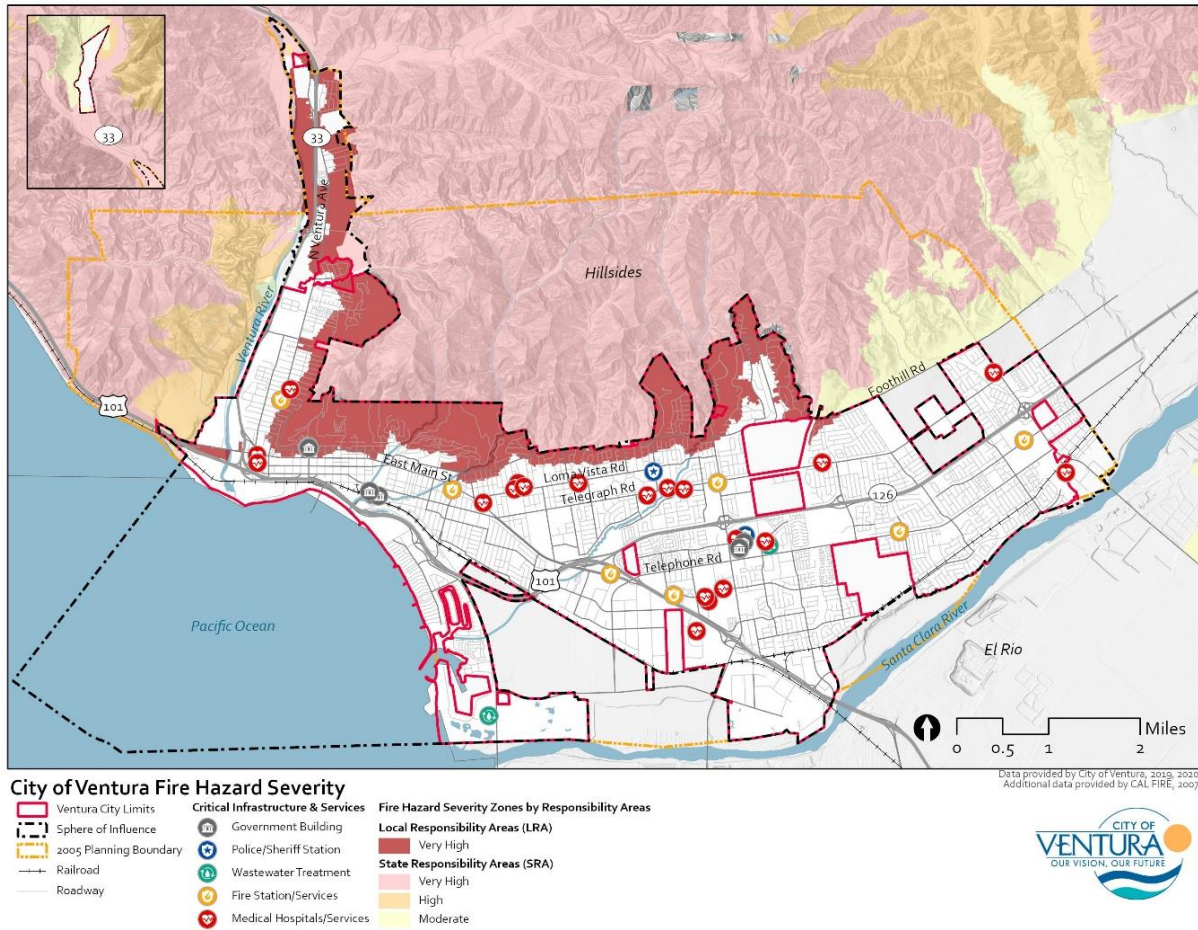 33
33
N Ventura Ave
Hillsides
Ventura River
Foothill Rd
101
East Main St
Loma Vista Rd
Telegraph Rd
126
Telephone Rd
101
Pacific Ocean
Santa Clara River
El Rio
0 0.5 1 2 Miles
Data provided by City of Ventura, 2019, 2020
Additional data provided by CAL FIRE, 2007
City of Ventura Fire Hazard Severity
Ventura City Limits
Sphere of Influence
2005 Planning Boundary
Railroad
Roadway
Critical Infrastructure & Services
Government Building
Police/Sheriff Station
Wastewater Treatment
Fire Station/Services
Medical Hospitals/Services
Fire Hazard Severity Zones by Responsibility Areas
Local Responsibility Areas (LRA)
Very High
State Responsibility Areas (SRA)
Very High
High
Moderate
CITY OF
VENTURA
OUR VISION, OUR FUTURE